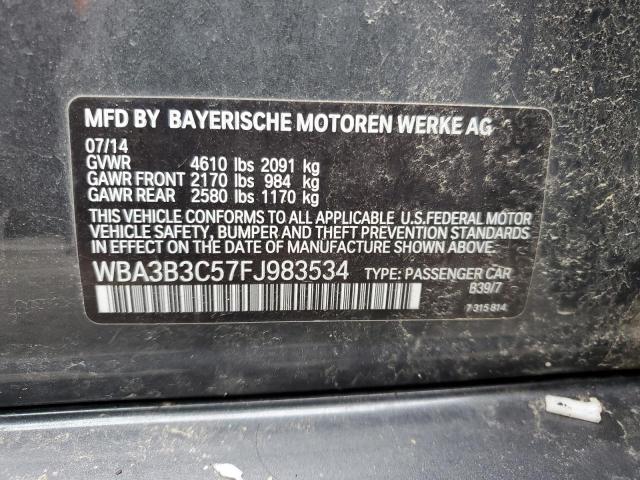 MFD BY BAYERISCHE MOTOREN WERKE AG
07/14
GVWR 4610 lbs 2091 kg
GAWR FRONT 2170 lbs 984 kg
GAWR REAR 2580 lbs 1170 kg
THIS VEHICLE CONFORMS TO ALL APPLICABLE U.S.FEDERAL MOTOR
VEHICLE SAFETY, BUMPER AND THEFT PREVENTION STANDARDS
IN EFFECT ON THE DATE OF MANUFACTURE SHOWN ABOVE.
WBA3B3C57FJ983534 TYPE: PASSENGER CAR
B39/7
7 315 814